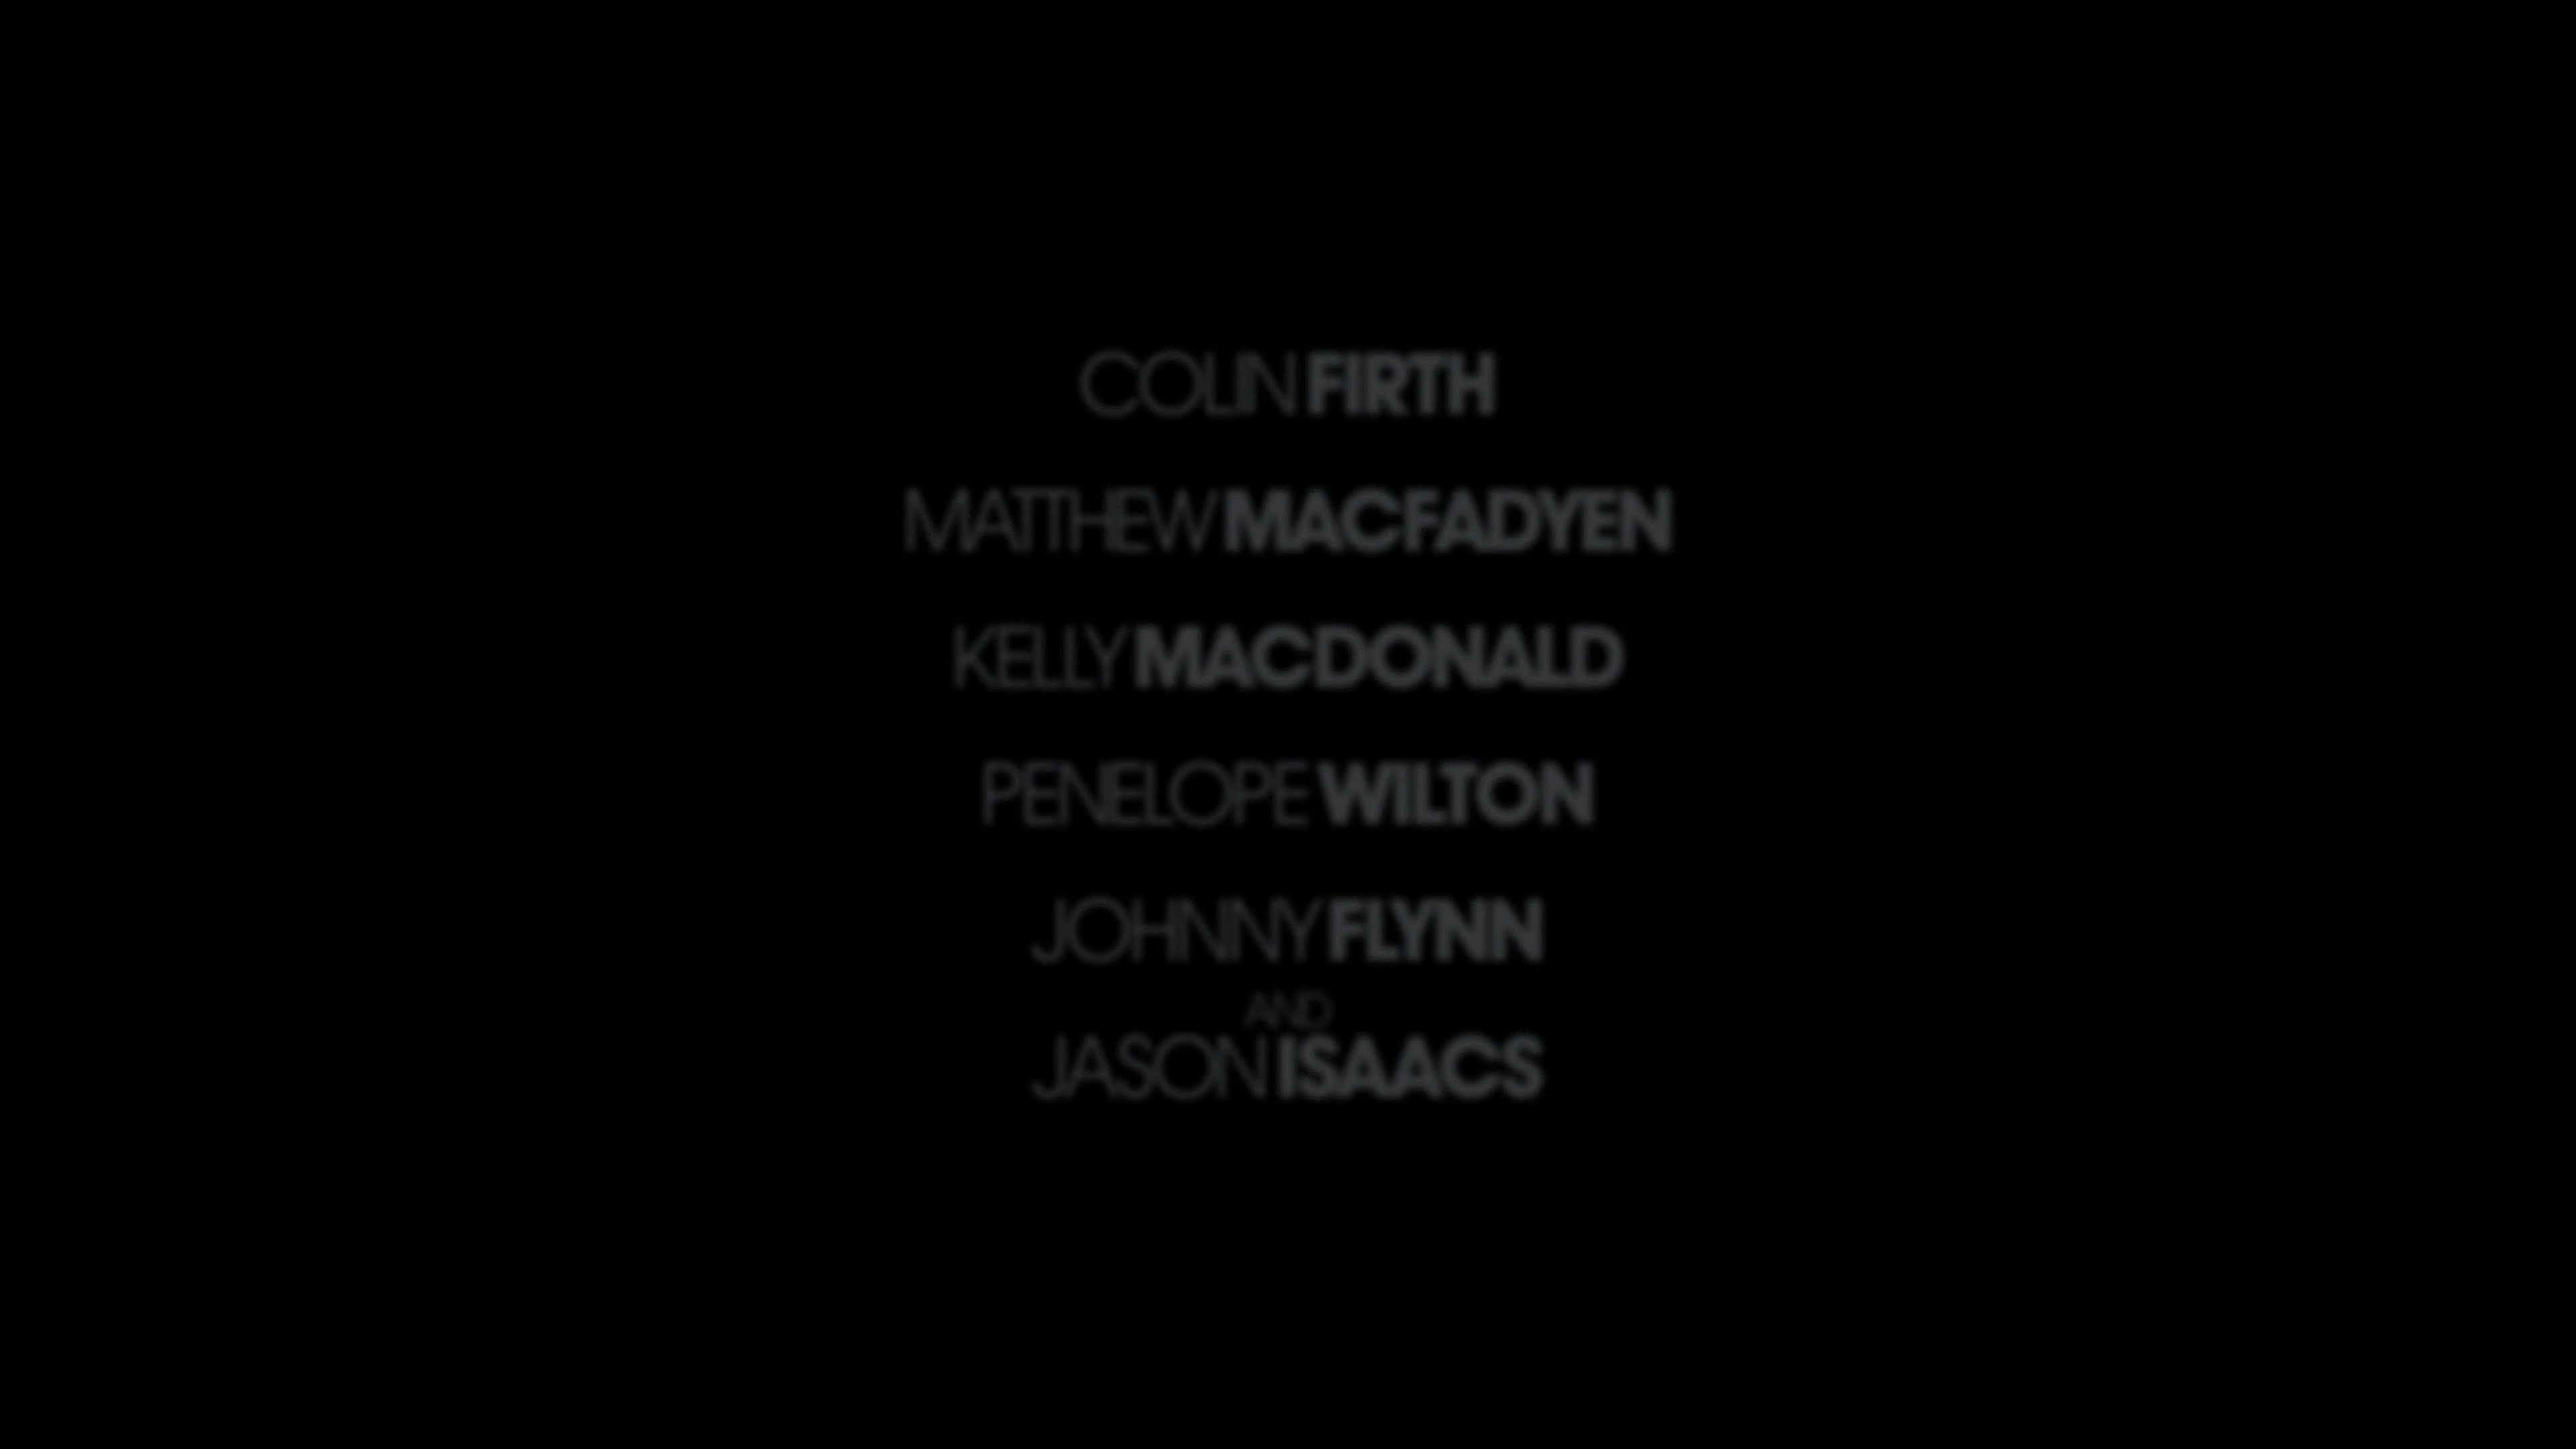 COLIN FIRTH
MATTHEW MACFADYEN
KELLY MACDONALD
PENELOPE WILTON
JOHNNY FLYNN
AND
JASON ISAACS